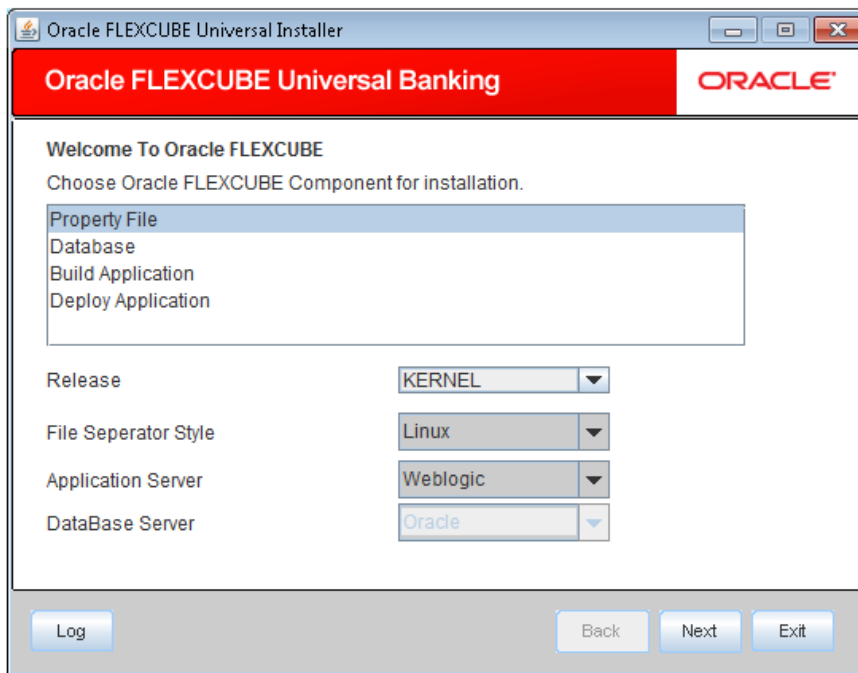 Oracle FLEXCUBE Universal Installer
Oracle FLEXCUBE Universal Banking
ORACLE
Welcome To Oracle FLEXCUBE
Choose Oracle FLEXCUBE Component for installation.
Property File
Database
Build Application
Deploy Application
Release KERNEL
File Seperator Style Linux
Application Server Weblogic
DataBase Server Oracle
Log Back Next Exit